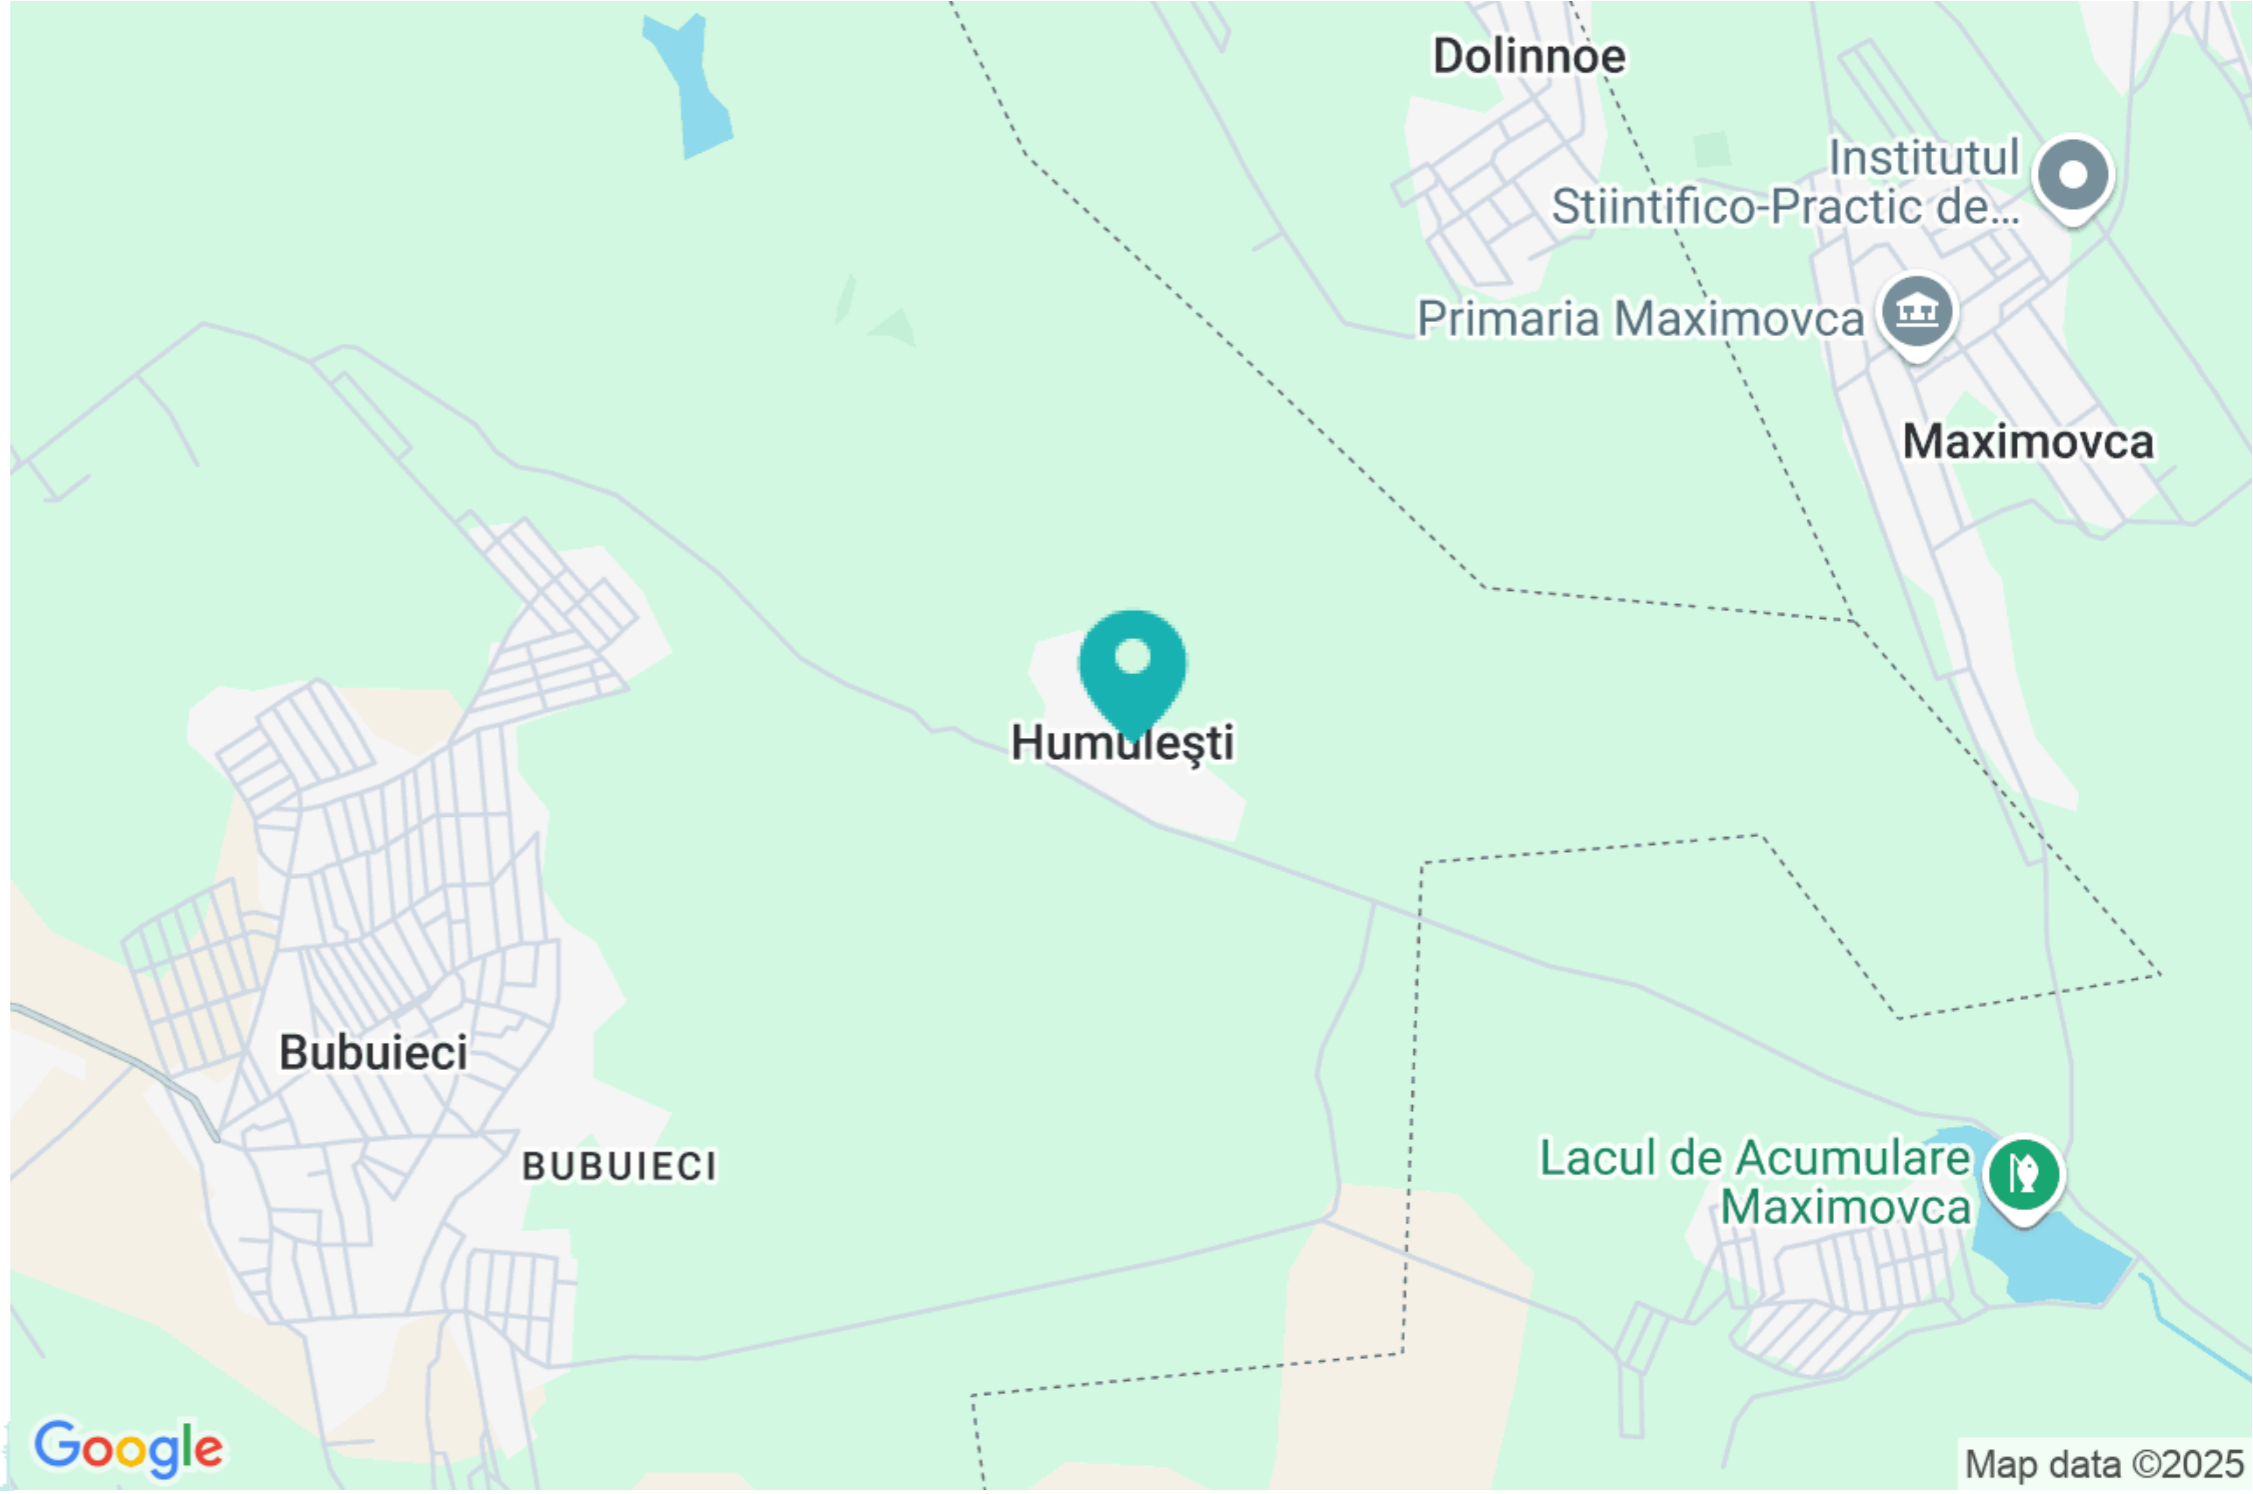 Dolinnoe
Institutul
Stiintifico-Practic de...
Primaria Maximovca
Maximovca
Humuleşti
Bubuieci
BUBUIECI
Lacul de Acumulare
Maximovca
Google
Map data ©2025